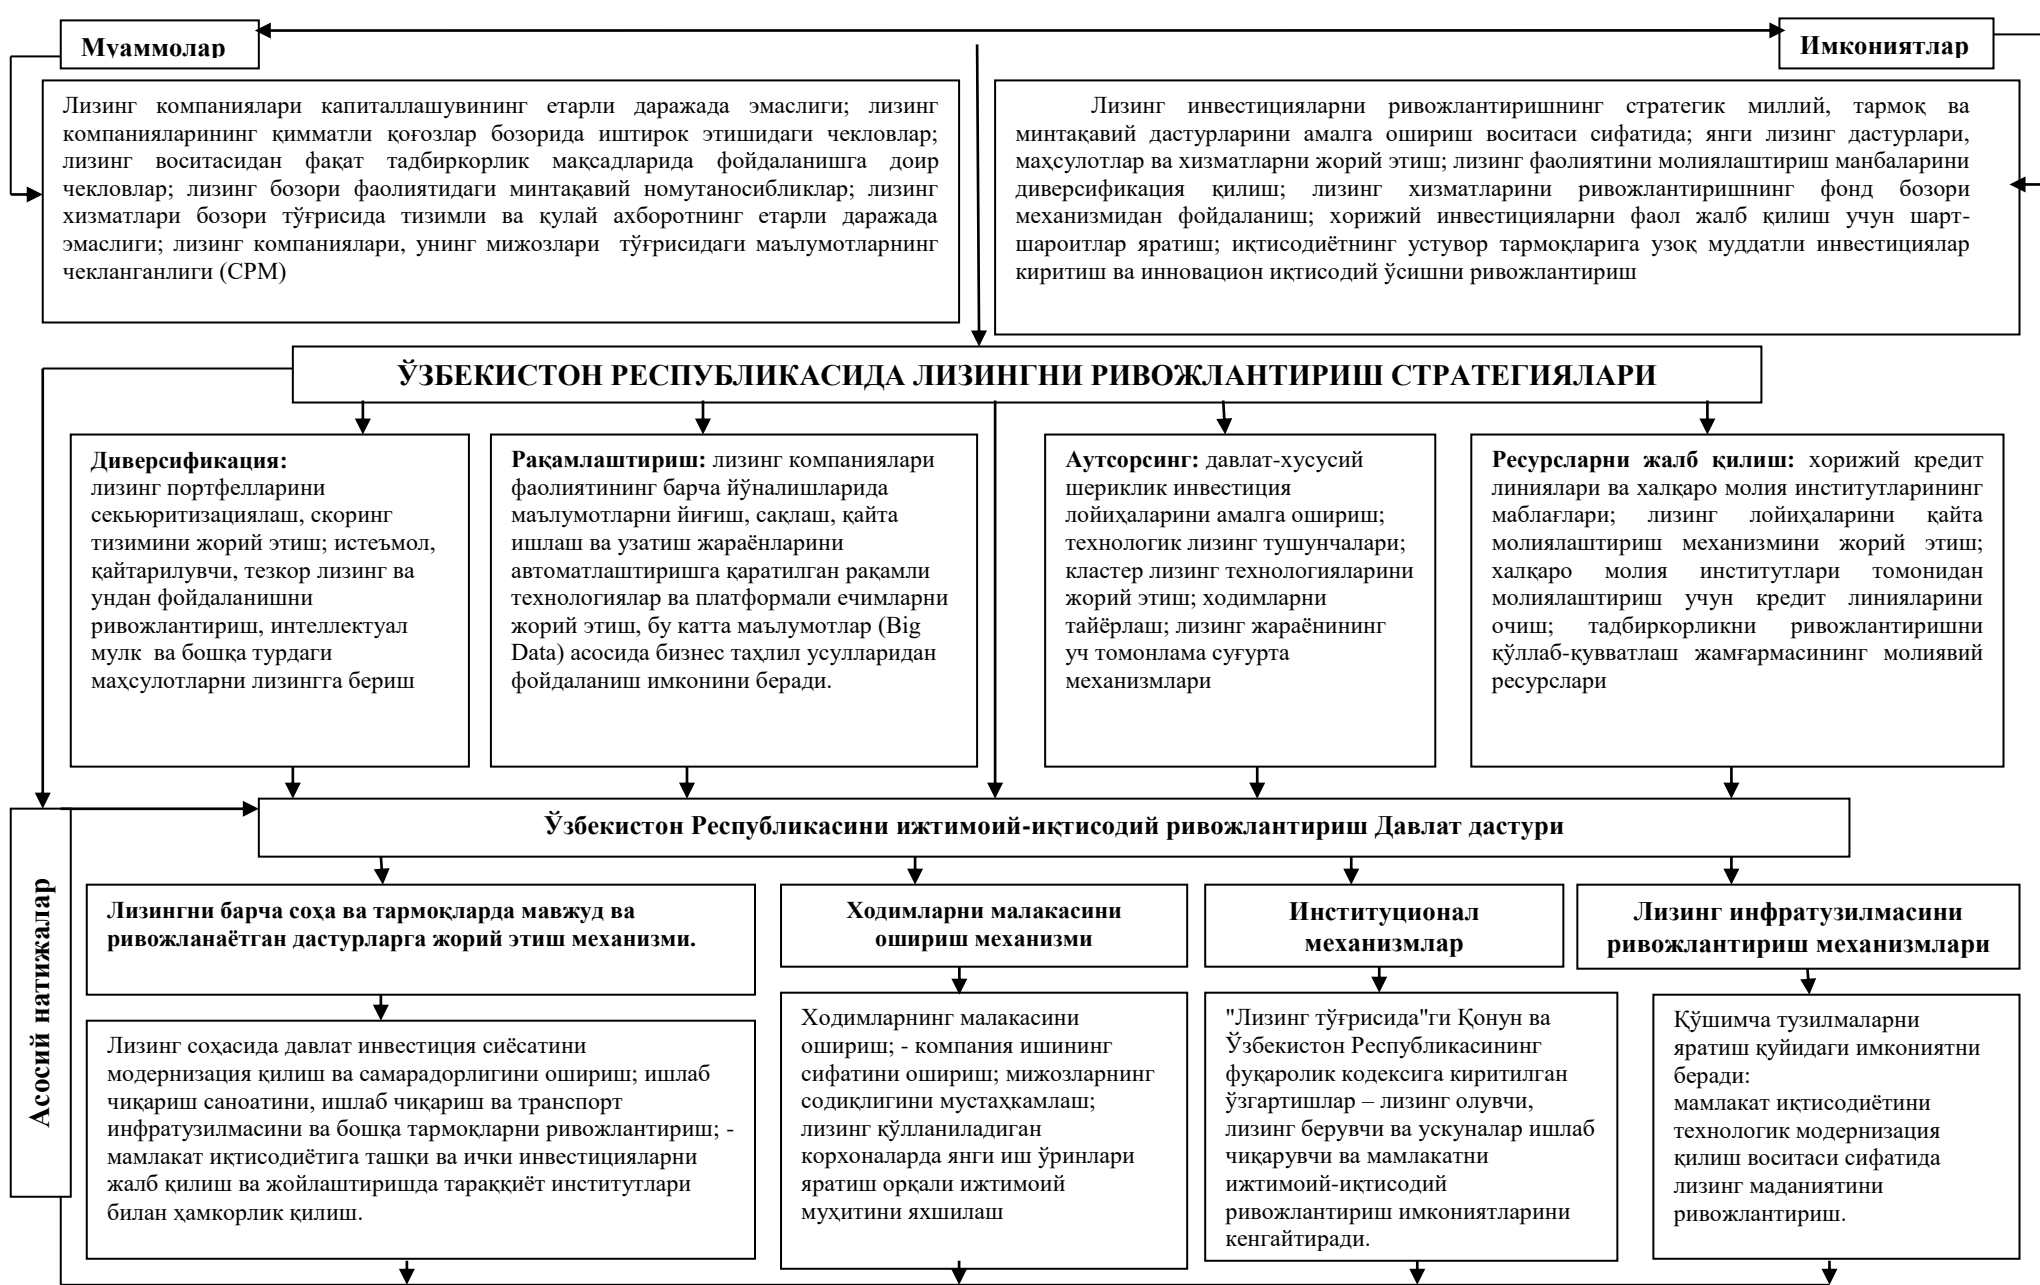 Муаммолар
Имкониятлар
Лизинг компаниялари капиталлашувининг етарли даражада эмаслиги; лизинг
компанияларининг қимматли қоғозлар бозорида иштирок этишидаги чекловлар;
лизинг воситасидан фақат тадбиркорлик мақсадларида фойдаланишга доир
чекловлар; лизинг бозори фаолиятидаги минтақавий номутаносибликлар; лизинг
хизматлари бозори тўғрисида тизимли ва қулай ахборотнинг етарли даражада
эмаслиги; лизинг компаниялари, унинг мижозлари тўғрисидаги маълумотларнинг
чекланганлиги (СРМ)
Лизинг инвестицияларни ривожлантиришнинг стратегик миллий, тармоқ ва
минтақавий дастурларини амалга ошириш воситаси сифатида; янги лизинг дастурлари,
маҳсулотлар ва хизматларни жорий этиш; лизинг фаолиятини молиялаштириш манбаларини
диверсификация қилиш; лизинг хизматларини ривожлантиришнинг фонд бозори
механизмидан фойдаланиш; хорижий инвестицияларни фаол жалб қилиш учун шарт-
шароитлар яратиш; иқтисодиётнинг устувор тармоқларига узоқ муддатли инвестициялар
киритиш ва инновацион иқтисодий ўсишни ривожлантириш
ЎЗБЕКИСТОН РЕСПУБЛИКАСИДА ЛИЗИНГНИ РИВОЖЛАНТИРИШ СТРАТЕГИЯЛАРИ
Диверсификация:
лизинг портфелларини
секьюритизациялаш, скоринг
тизимини жорий этиш; истеъмол,
қайтарилувчи, тезкор лизинг ва
ундан фойдаланишни
ривожлантириш, интеллектуал
мулк ва бошқа турдаги
маҳсулотларни лизингга бериш
Рақамлаштириш: лизинг компаниялари
фаолиятининг барча йўналишларида
маълумотларни йиғиш, сақлаш, қайта
ишлаш ва узатиш жараёнларини
автоматлаштиришга қаратилган рақамли
технологиялар ва платформали ечимларни
жорий этиш, бу катта маълумотлар (Big
Data) асосида бизнес таҳлил усулларидан
фойдаланиш имконини беради.
Аутсорсинг: давлат-хусусий
шериклик инвестиция
лойиҳаларини амалга ошириш;
технологик лизинг тушунчалари;
кластер лизинг технологияларини
жорий этиш; ходимларни
тайёрлаш; лизинг жараёнининг
уч томонлама суғурта
механизмлари
Ресурсларни жалб қилиш: хорижий кредит
линиялари ва халқаро молия институтларининг
маблағлари; лизинг лойиҳаларини қайта
молиялаштириш механизмини жорий этиш;
халқаро молия институтлари томонидан
молиялаштириш учун кредит линияларини
очиш; тадбиркорликни ривожлантиришни
қўллаб-қувватлаш жамғармасининг молиявий
ресурслари
Ўзбекистон Республикасини ижтимоий-иқтисодий ривожлантириш Давлат дастури
Асосий натижалар
Лизингни барча соҳа ва тармоқларда мавжуд ва
ривожланаётган дастурларга жорий этиш механизми.
Ходимларни малакасини
ошириш механизми
Институционал
механизмлар
Лизинг инфратузилмасини
ривожлантириш механизмлари
Лизинг соҳасида давлат инвестиция сиёсатини
модернизация қилиш ва самарадорлигини ошириш; ишлаб
чиқариш саноатини, ишлаб чиқариш ва транспорт
инфратузилмасини ва бошқа тармоқларни ривожлантириш; -
мамлакат иқтисодиётига ташқи ва ички инвестицияларни
жалб қилиш ва жойлаштиришда тараққиёт институтлари
билан ҳамкорлик қилиш.
Ходимларнинг малакасини
ошириш; - компания ишининг
сифатини ошириш; мижозларнинг
содиқлигини мустаҳкамлаш;
лизинг қўлланиладиган
корхоналарда янги иш ўринлари
яратиш орқали ижтимоий
муҳитини яхшилаш
"Лизинг тўғрисида"ги Қонун ва
Ўзбекистон Республикасининг
фуқаролик кодексига киритилган
ўзгартишлар – лизинг олувчи,
лизинг берувчи ва ускуналар ишлаб
чиқарувчи ва мамлакатни
ижтимоий-иқтисодий
ривожлантириш имкониятларини
кенгайтиради.
Қўшимча тузилмаларни
яратиш қуйидаги имкониятни
беради:
мамлакат иқтисодиётини
технологик модернизация
қилиш воситаси сифатида
лизинг маданиятини
ривожлантириш.